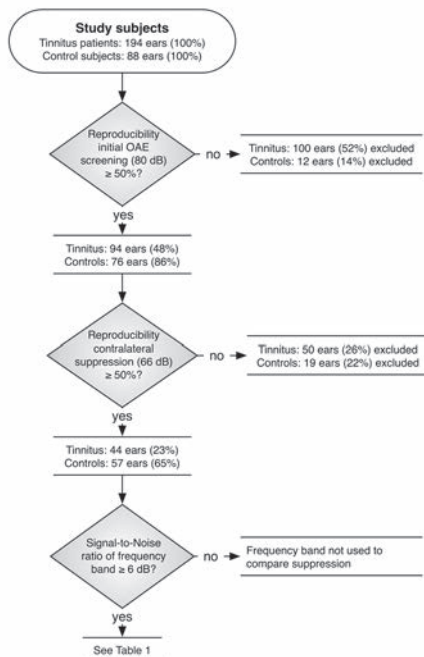 Study subjects
Tinnitus patients: 194 ears (100%)
Control subjects: 88 ears (100%)
Reproducibility
initial OAE
screening (80 dB)
≥ 50%?
no
Tinnitus: 100 ears (52%) excluded
Controls: 12 ears (14%) excluded
yes
Tinnitus: 94 ears (48%)
Controls: 76 ears (86%)
Reproducibility
contralateral
suppression (66 dB)
≥ 50%?
no
Tinnitus: 50 ears (26%) excluded
Controls: 19 ears (22%) excluded
yes
Tinnitus: 44 ears (23%)
Controls: 57 ears (65%)
Signal-to-Noise
ratio of frequency
band ≥ 6 dB?
no
Frequency band not used to
compare suppression
yes
See Table 1